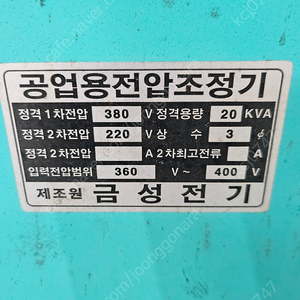 공업용전압조정기
정격 1차전압 380 V 정격용량 20 KVA
정격 2차전압 220 V 상 수 3 ø
정격 2차전압 A 2차최고전류 A
입력전압범위 360 V~ 400 V
제조원 금성전기